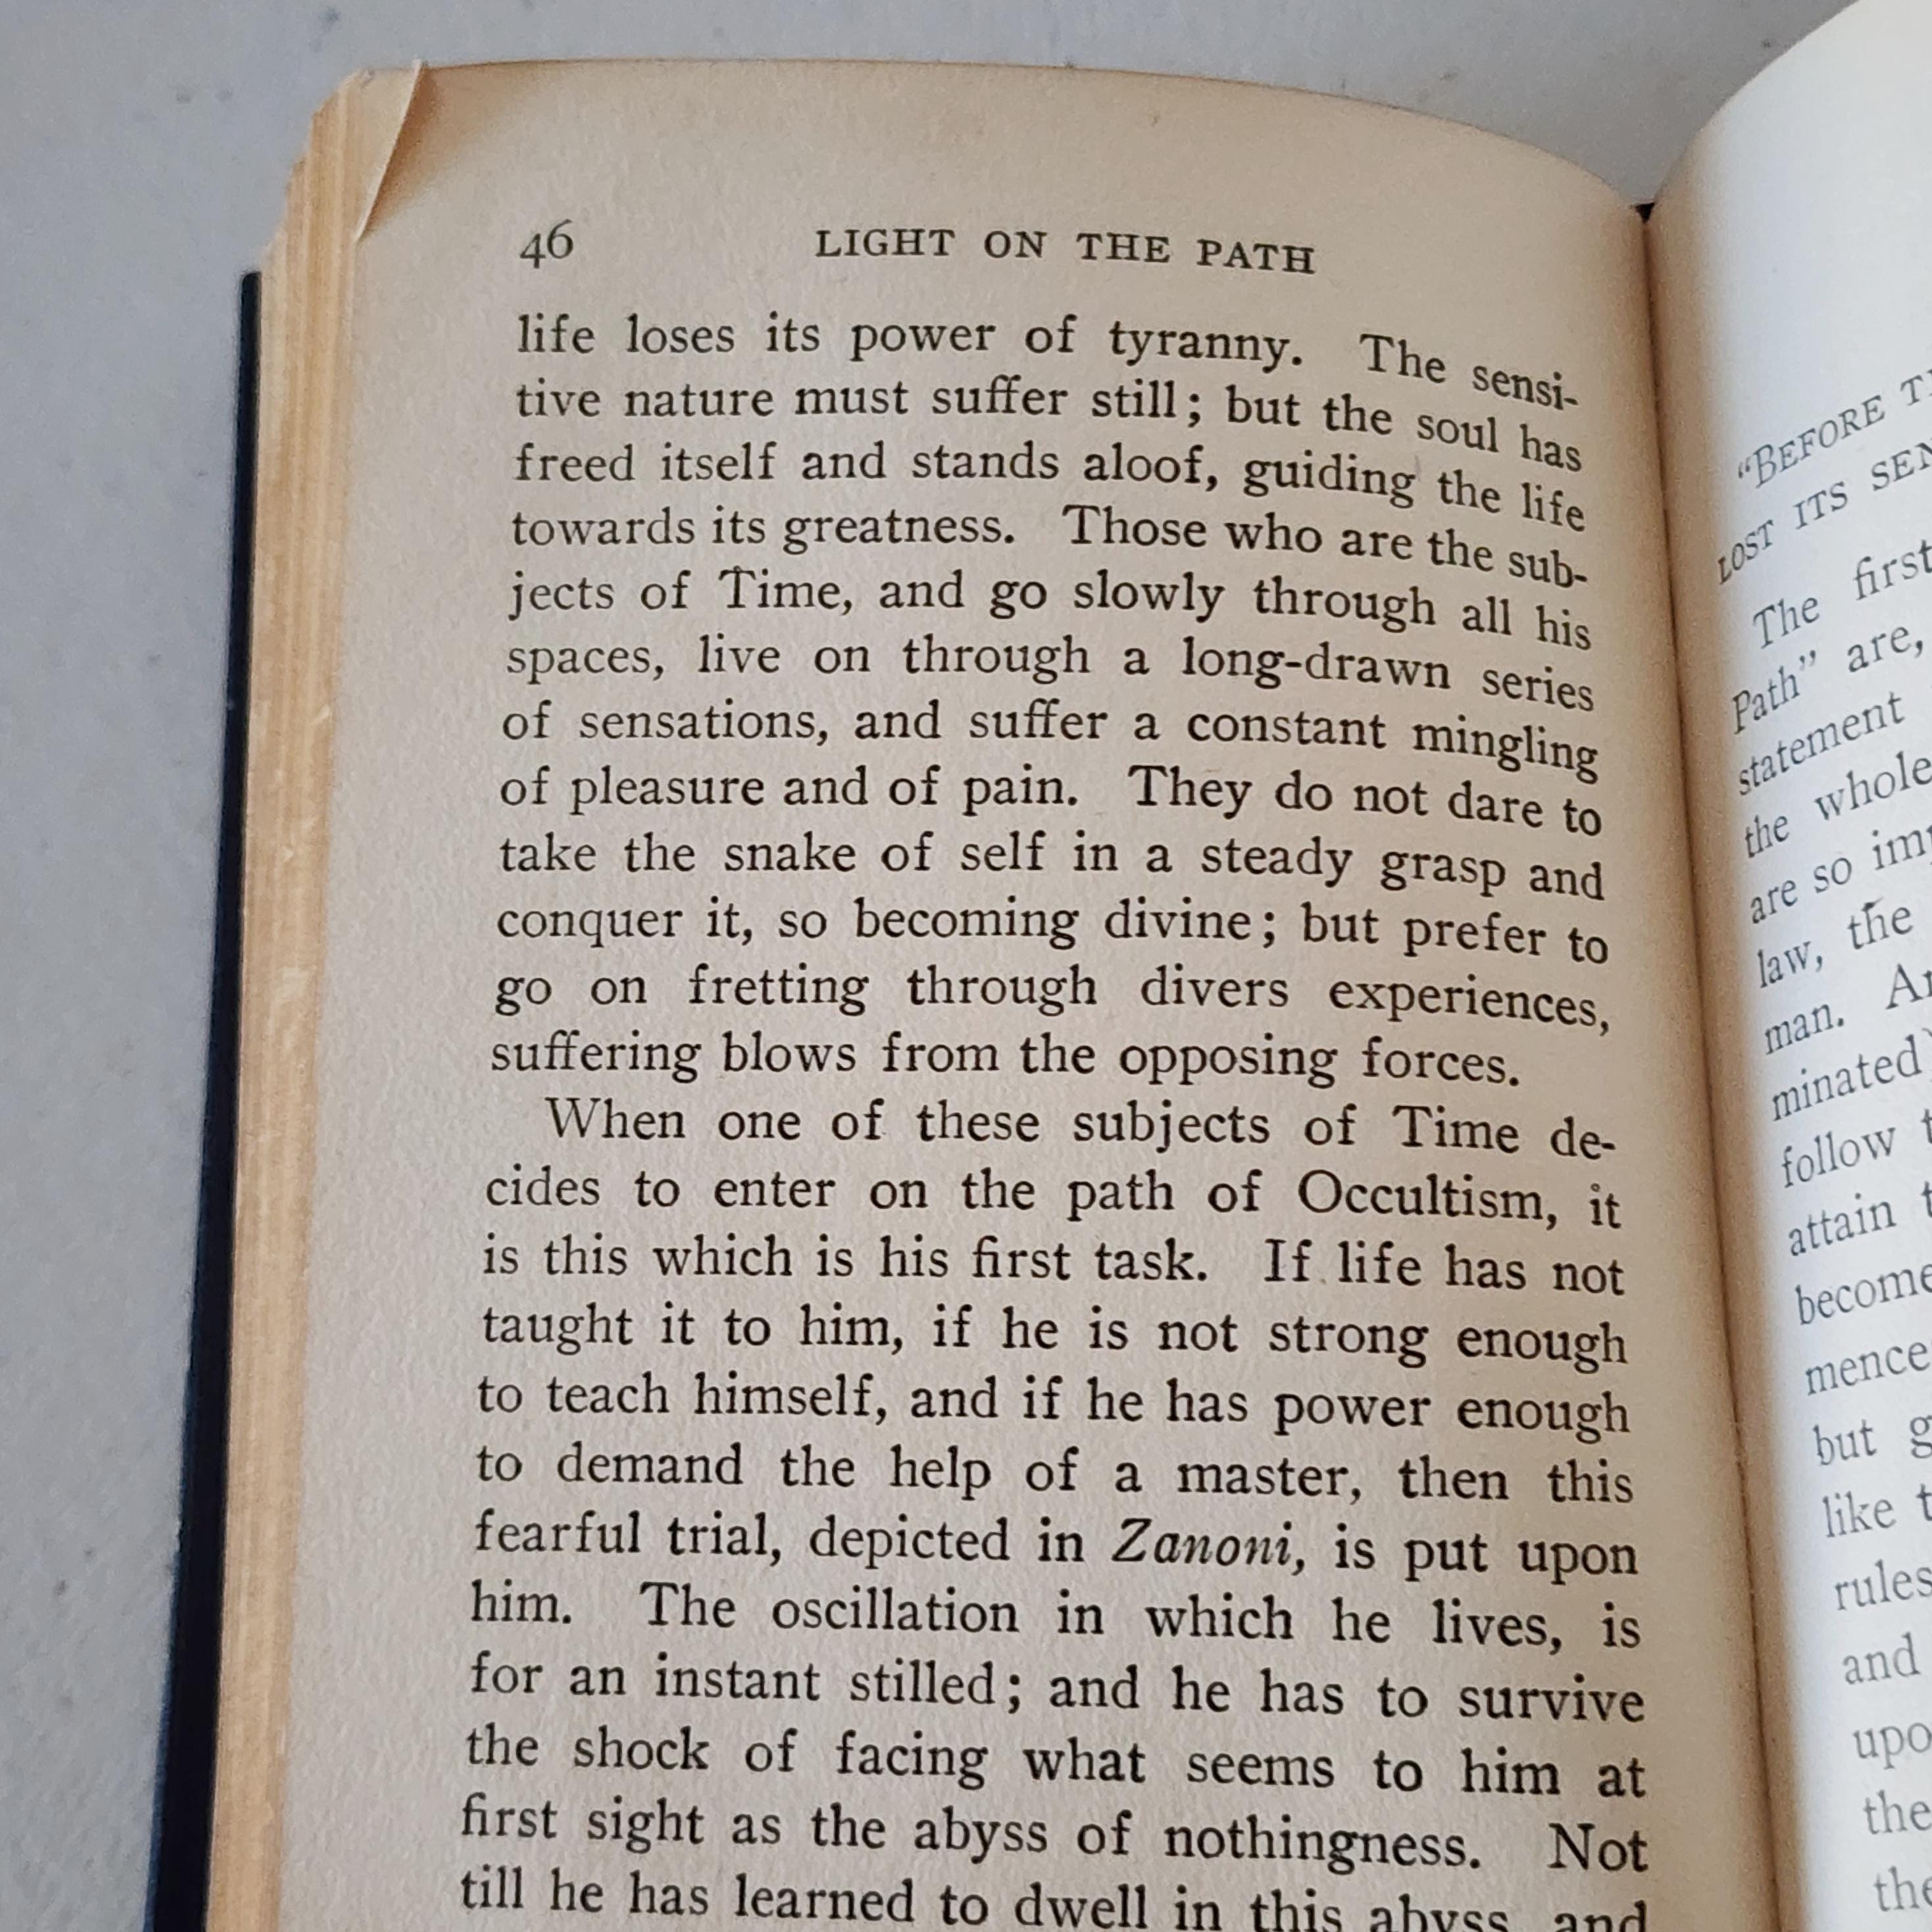 46 LIGHT ON THE PATH
life loses its power of tyranny. The sensi-
tive nature must suffer still; but the soul has
freed itself and stands aloof, guiding the life
towards its greatness. Those who are the sub-
jects of Time, and go slowly through all his
spaces, live on through a long-drawn series
of sensations, and suffer a constant mingling
of pleasure and of pain. They do not dare to
take the snake of self in a steady grasp and
conquer it, so becoming divine; but prefer to
go on fretting through divers experiences,
suffering blows from the opposing forces.
When one of these subjects of Time de-
cides to enter on the path of Occultism, it
is this which is his first task. If life has not
taught it to him, if he is not strong enough
to teach himself, and if he has power enough
to demand the help of a master, then this
fearful trial, depicted in Zanoni, is put upon
him. The oscillation in which he lives, is
for an instant stilled; and he has to survive
the shock of facing what seems to him at
first sight as the abyss of nothingness. Not
till he has learned to dwell in this abyss, and
“BEFORE
LOST ITS
The first
Path” are,
statement
the whole
are so
law, the
man.
minated
follow
attain
become
mence
but
like
rules
and
the